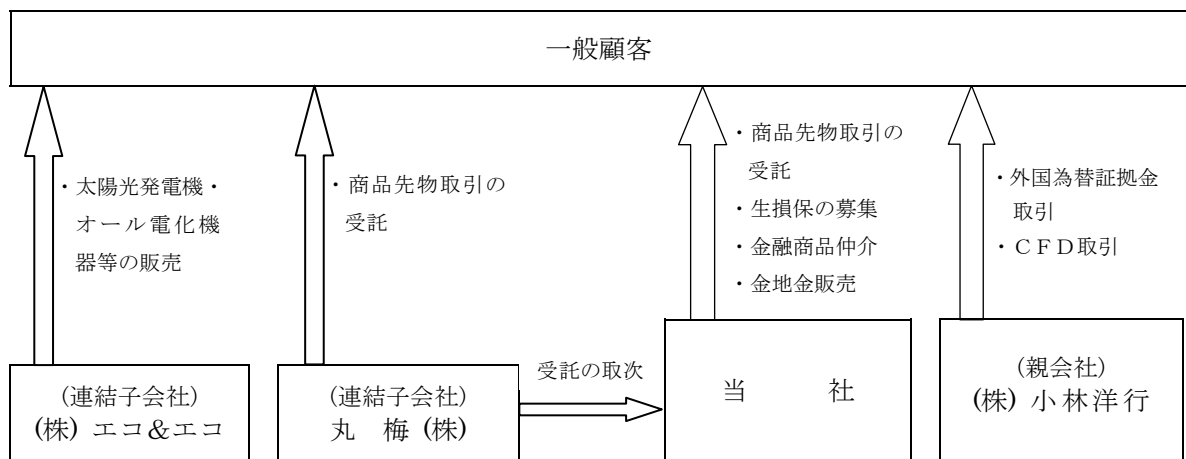 一般顧客
・太陽光発電機・
オール電化機
器等の販売
・商品先物取引の
受託
・商品先物取引の
受託
・生損保の募集
・金融商品仲介
・金地金販売
・外国為替証拠金
取引
・ＣＦＤ取引
(連結子会社)
(株) エコ＆エコ
(連結子会社)
丸　梅 (株)
受託の取次
当　　社
(親会社)
(株) 小林洋行